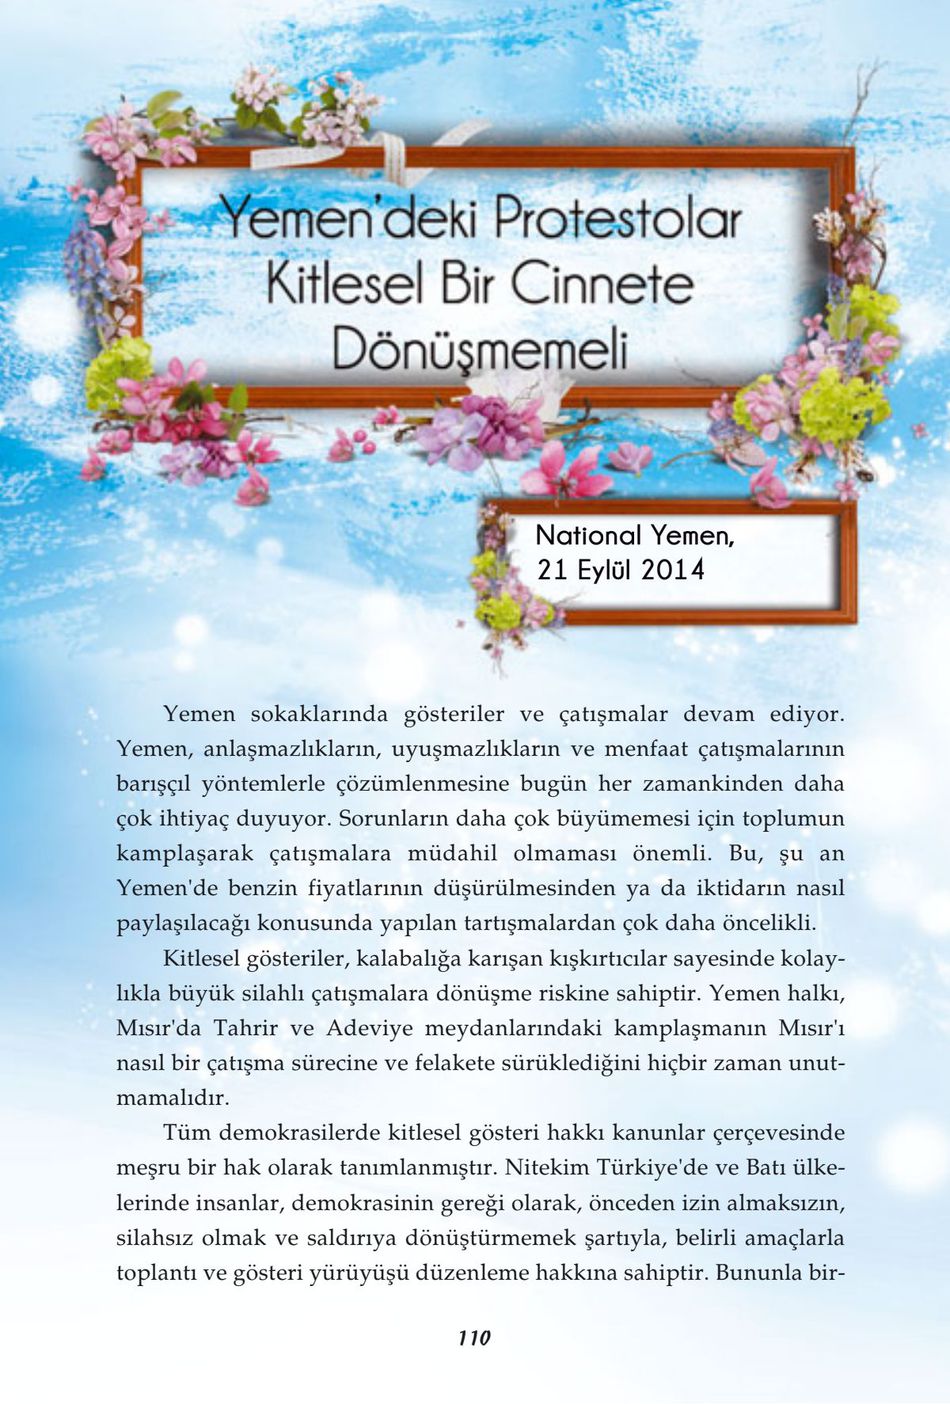 Yemen'deki Protestolar
Kitlesel Bir Cinnete
Dönüşmemeli
National Yemen,
21 Eylül 2014
Yemen sokaklarında gösteriler ve çatışmalar devam ediyor.
Yemen, anlaşmazlıkların, uyuşmazlıkların ve menfaat çatışmalarının
barışçıl yöntemlerle çözümlenmesine bugün her zamankinden daha
çok ihtiyaç duyuyor. Sorunların daha çok büyümemesi için toplumun
kamplaşarak çatışmalara müdahil olmaması önemli. Bu, şu an
Yemen'de benzin fiyatlarının düşürülmesinden ya da iktidarın nasıl
paylaşılacağı konusunda yapılan tartışmalardan çok daha öncelikli.
Kitlesel gösteriler, kalabalığa karışan kışkırtıcılar sayesinde kolay-
lıkla büyük silahlı çatışmalara dönüşme riskine sahiptir. Yemen halkı,
Mısır'da Tahrir ve Adeviye meydanlarındaki kamplaşmanın Mısır'ı
nasıl bir çatışma sürecine ve felakete sürüklediğini hiçbir zaman unut-
mamalıdır.
Tüm demokrasilerde kitlesel gösteri hakkı kanunlar çerçevesinde
meşru bir hak olarak tanımlanmıştır. Nitekim Türkiye'de ve Batı ülke-
lerinde insanlar, demokrasinin gereği olarak, önceden izin almaksızın,
silahsız olmak ve saldırıya dönüştürmemek şartıyla, belirli amaçlarla
toplantı ve gösteri yürüyüşü düzenleme hakkına sahiptir. Bununla bir-
110